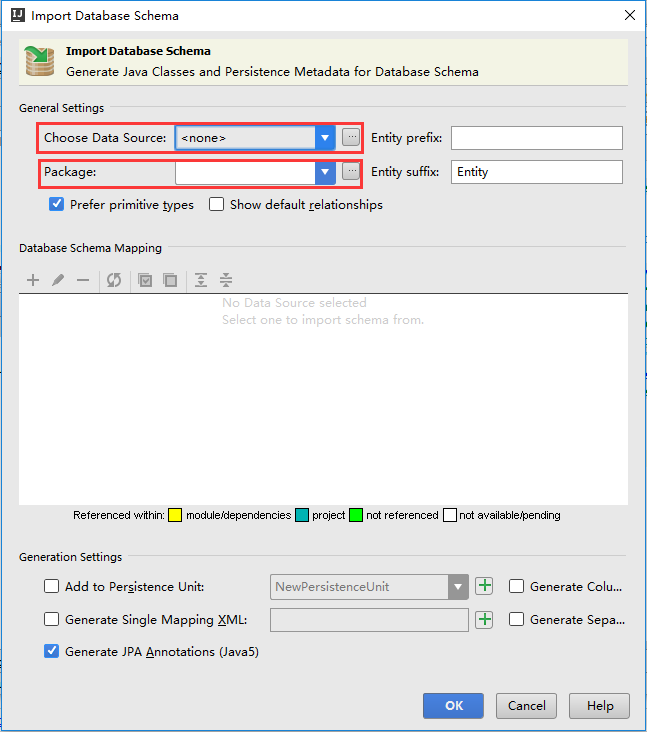 IJ Import Database Schema
Import Database Schema
Generate Java Classes and Persistence Metadata for Database Schema
General Settings
Choose Data Source: <none> ... Entity prefix:
Package: ... Entity suffix: Entity
Prefer primitive types Show default relationships
Database Schema Mapping
No Data Source selected
Select one to import schema from.
Referenced within: module/dependencies project not referenced not available/pending
Generation Settings
Add to Persistence Unit: NewPersistenceUnit Generate Colu...
Generate Single Mapping XML: Generate Sepa...
Generate JPA Annotations (Java5)
OK Cancel Help